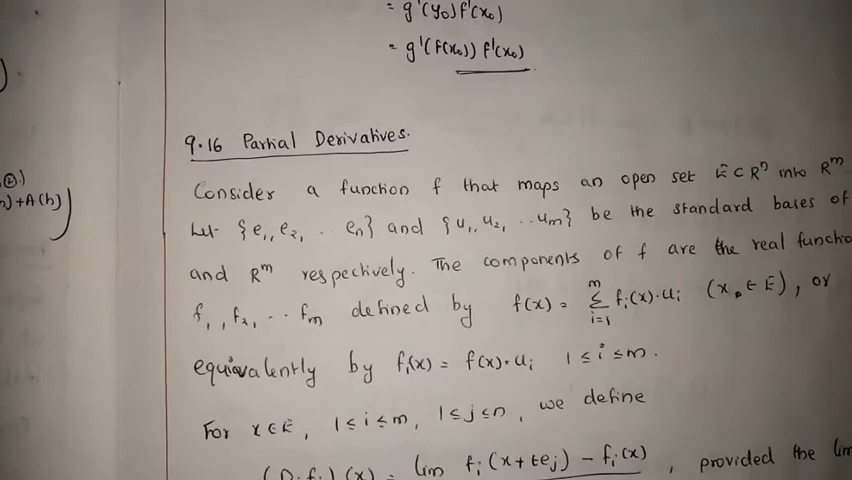 = g'(y₀) f'(x₀)
= g'(f(x₀)) f'(x₀)
②.)
)+A(h)
9.16 Partial Derivatives.
Consider a function f that maps an open set E ⊂ Rⁿ into Rᵐ.
Let {e₁, e₂, .. eₙ} and {u₁, u₂, .. uₘ} be the standard bases of
and Rᵐ respectively. The components of f are the real functio
f₁, f₂, .. fₘ defined by f(x) = Σᵢ₌₁ᵐ fᵢ(x).uᵢ (x ∈ E), or
equivalently by fᵢ(x) = f(x).uᵢ 1 ≤ i ≤ m.
For x ∈ E, 1 ≤ i ≤ m, 1 ≤ j ≤ n, we define
(x) = lim fᵢ(x+teⱼ) - fᵢ(x) , provided the lim